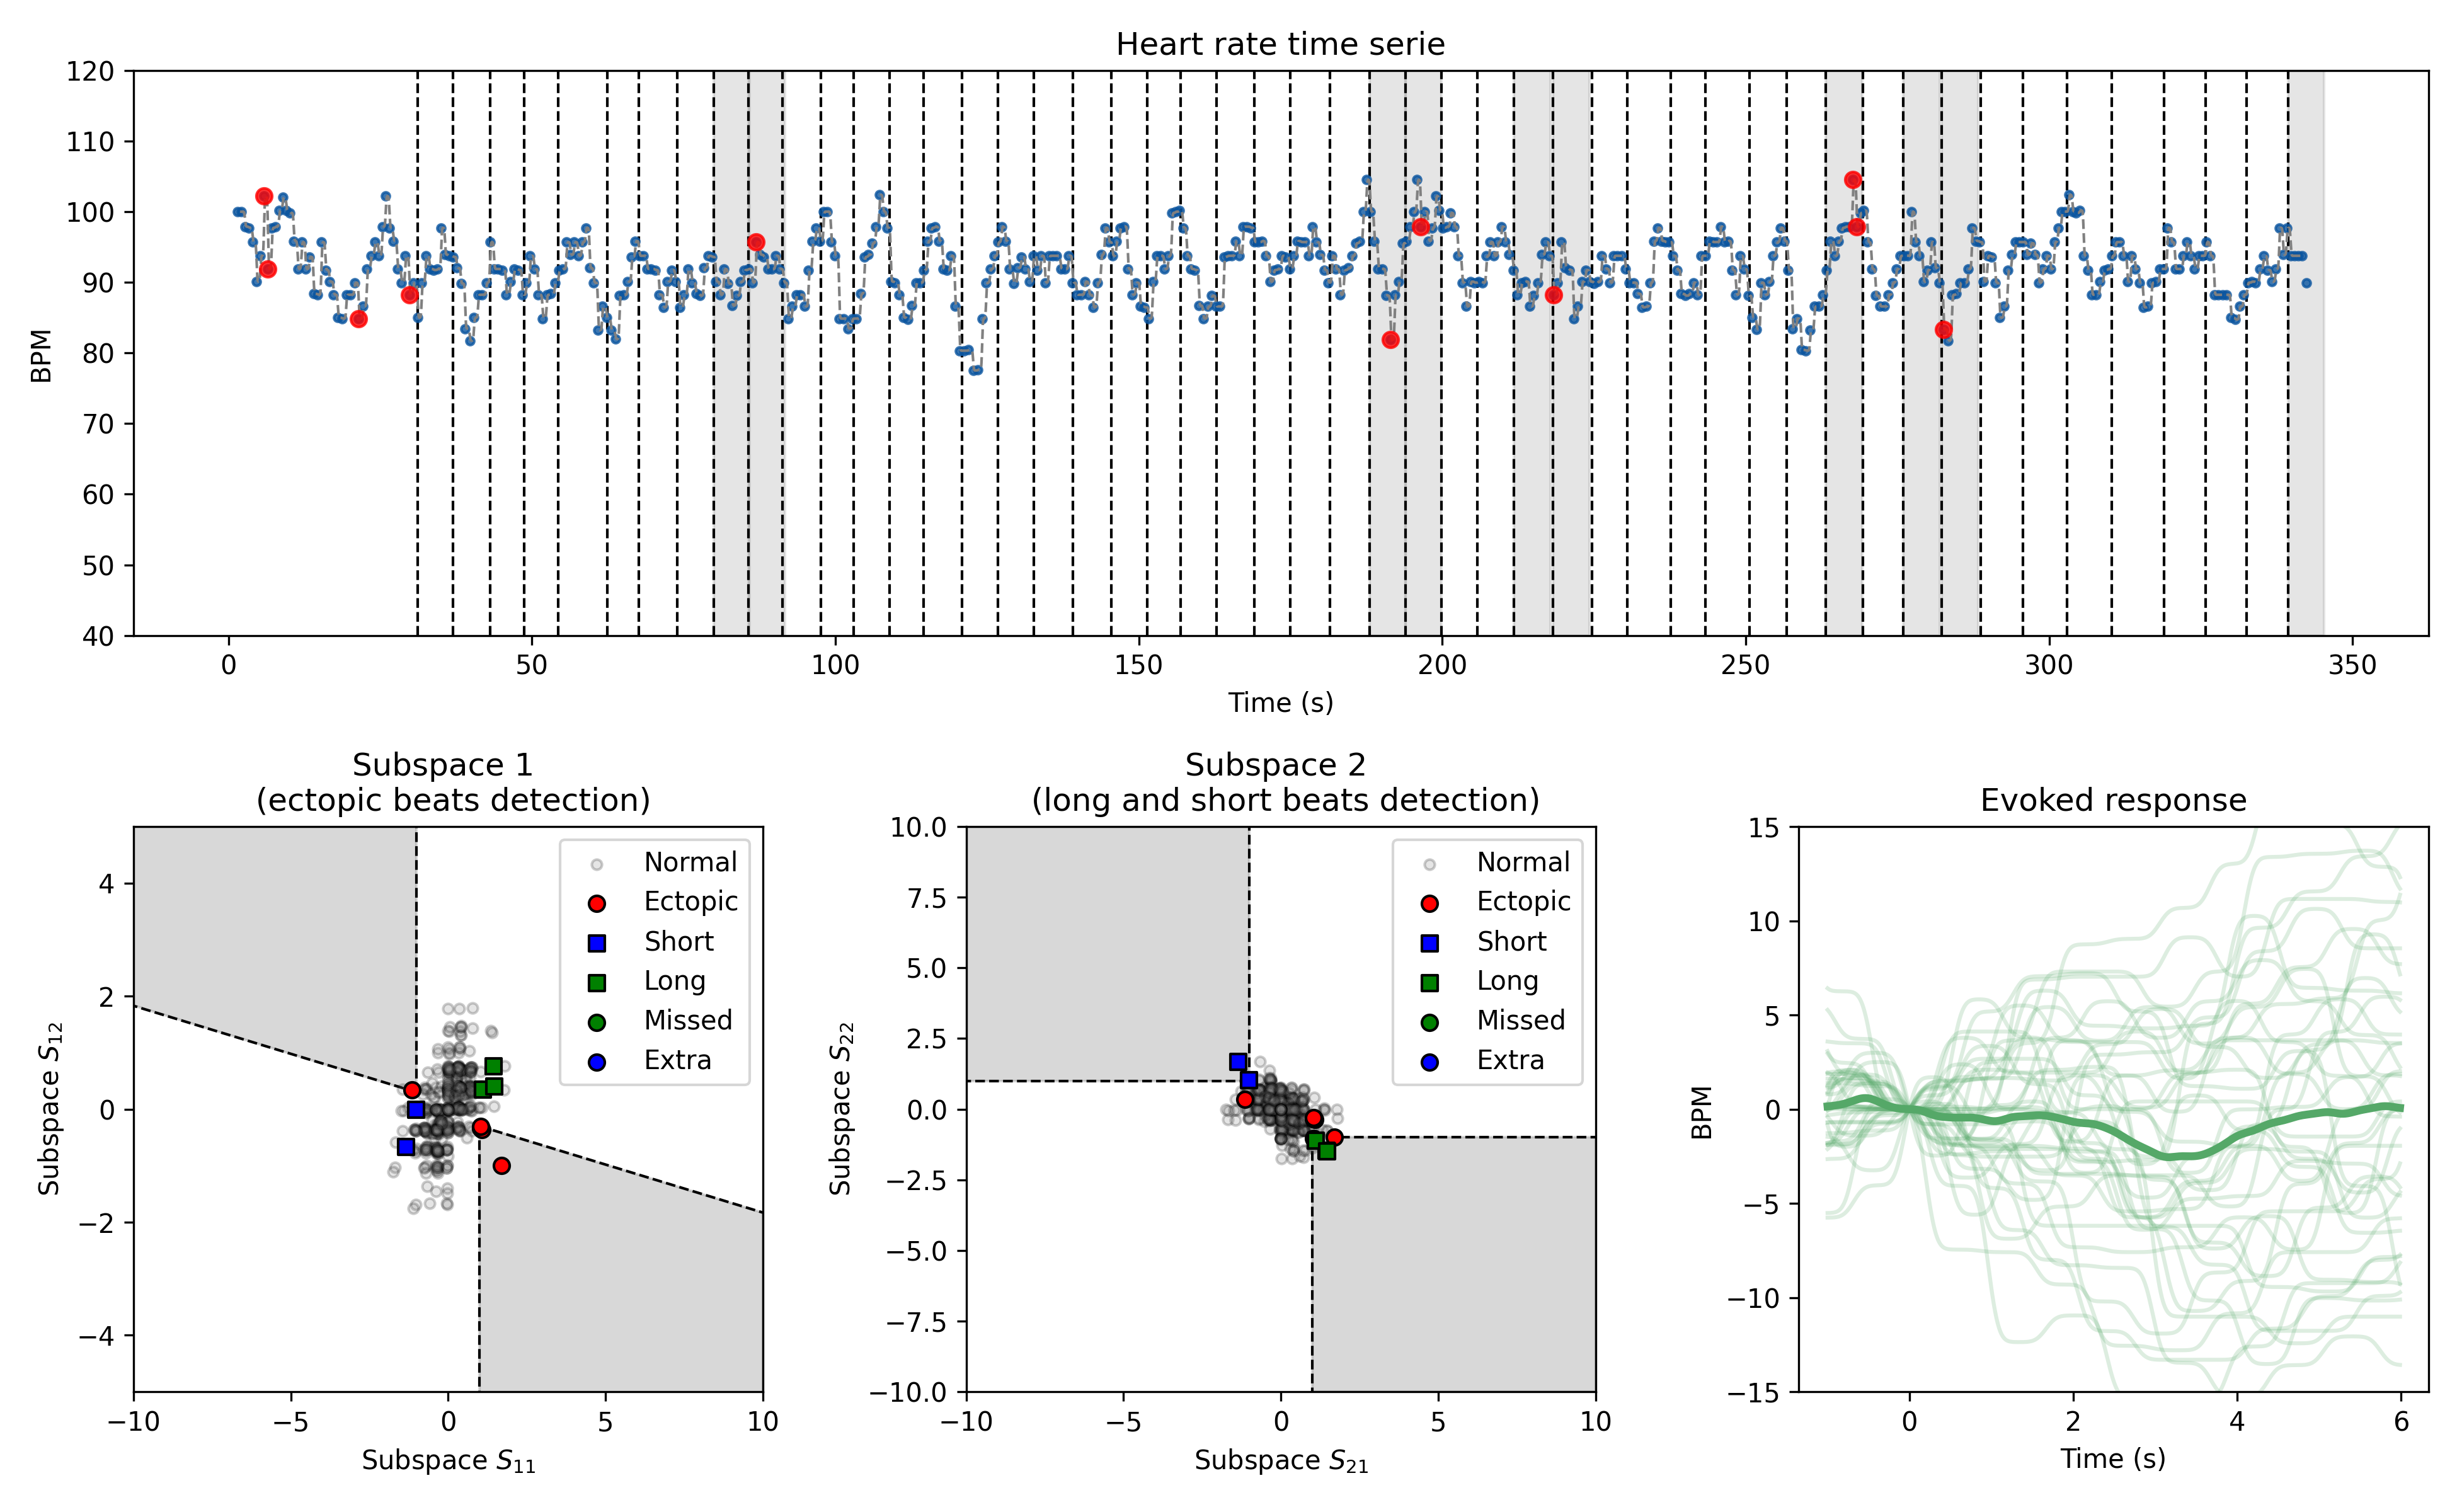 Heart rate time serie
120
110
100
90
80
70
60
50
40
BPM
0 50 100 150 200 250 300 350
Time (s)
Subspace 1
(ectopic beats detection)
4
2
0
−2
−4
Subspace S12
−10 −5 0 5 10
Subspace S11
Normal
Ectopic
Short
Long
Missed
Extra
Subspace 2
(long and short beats detection)
10.0
7.5
5.0
2.5
0.0
−2.5
−5.0
−7.5
−10.0
Subspace S22
−10 −5 0 5 10
Subspace S21
Normal
Ectopic
Short
Long
Missed
Extra
Evoked response
15
10
5
0
−5
−10
−15
BPM
0 2 4 6
Time (s)